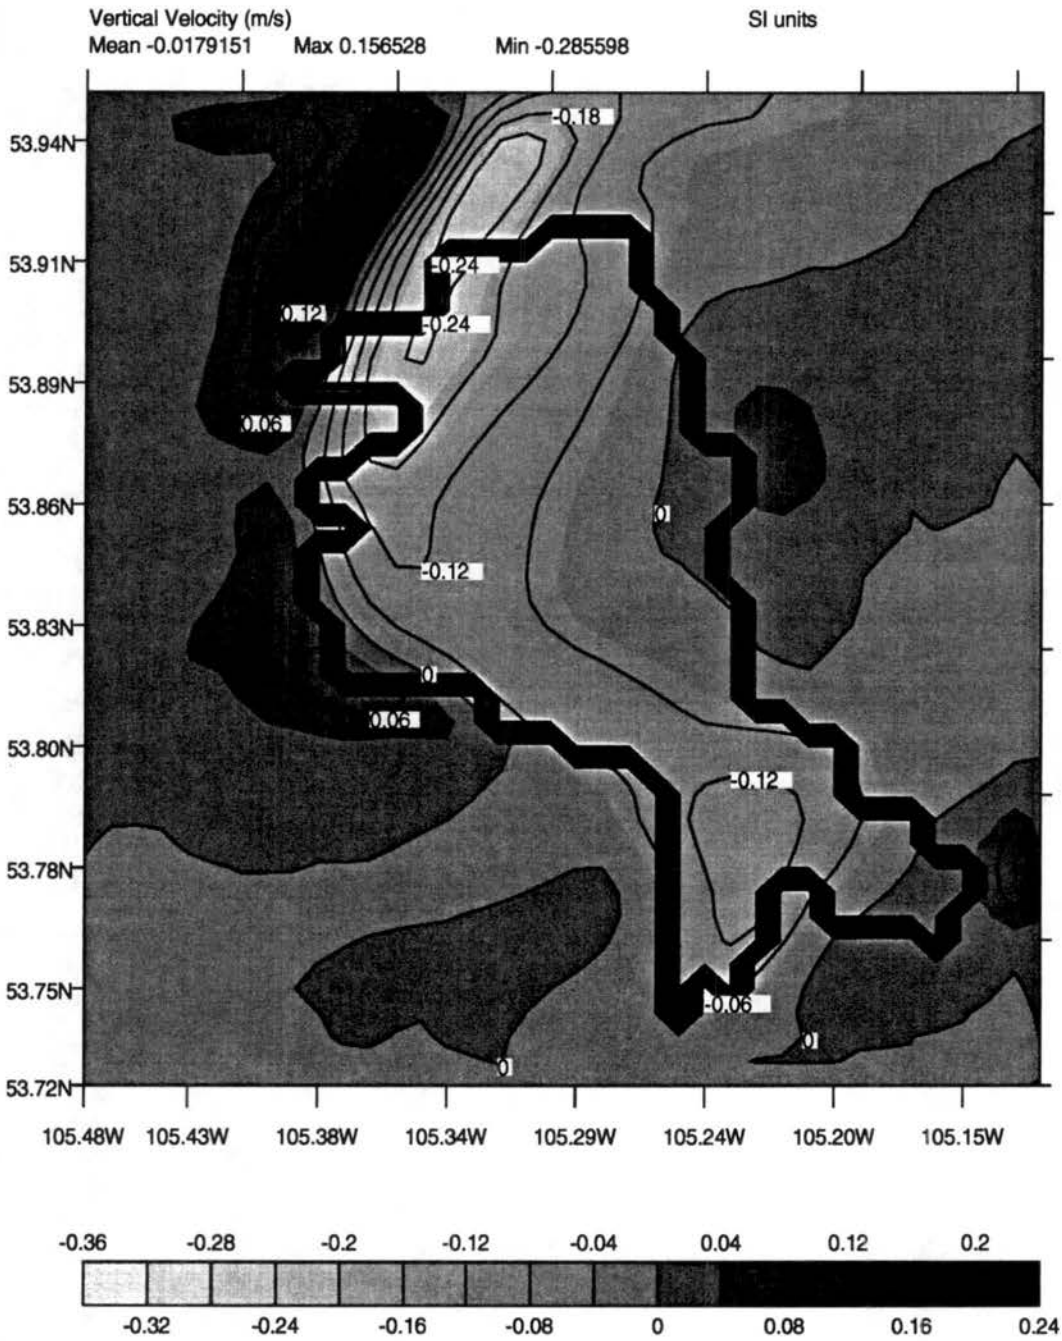 Vertical Velocity (m/s) SI units
Mean -0.0179151 Max 0.156528 Min -0.285598
-0.18
53.94N
53.91N
-0.24
0.12
-0.24
53.89N
0.06
53.86N
0
-0.12
53.83N
0
0.06
53.80N
-0.12
53.78N
53.75N
-0.06
0
0
53.72N
105.48W 105.43W 105.38W 105.34W 105.29W 105.24W 105.20W 105.15W
-0.36 -0.28 -0.2 -0.12 -0.04 0.04 0.12 0.2
-0.32 -0.24 -0.16 -0.08 0 0.08 0.16 0.24